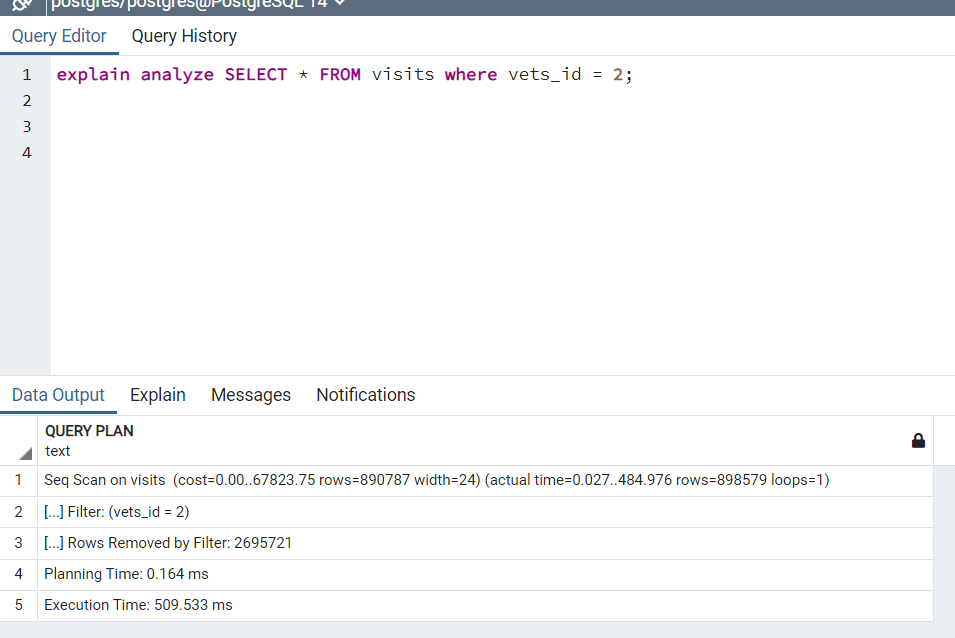 postgres/postgres@PostgreSQL 14
Query Editor Query History
1 explain analyze SELECT * FROM visits where vets_id = 2;
2
3
4
Data Output Explain Messages Notifications
QUERY PLAN
text
1 Seq Scan on visits (cost=0.00..67823.75 rows=890787 width=24) (actual time=0.027..484.976 rows=898579 loops=1)
2 [...] Filter: (vets_id = 2)
3 [...] Rows Removed by Filter: 2695721
4 Planning Time: 0.164 ms
5 Execution Time: 509.533 ms